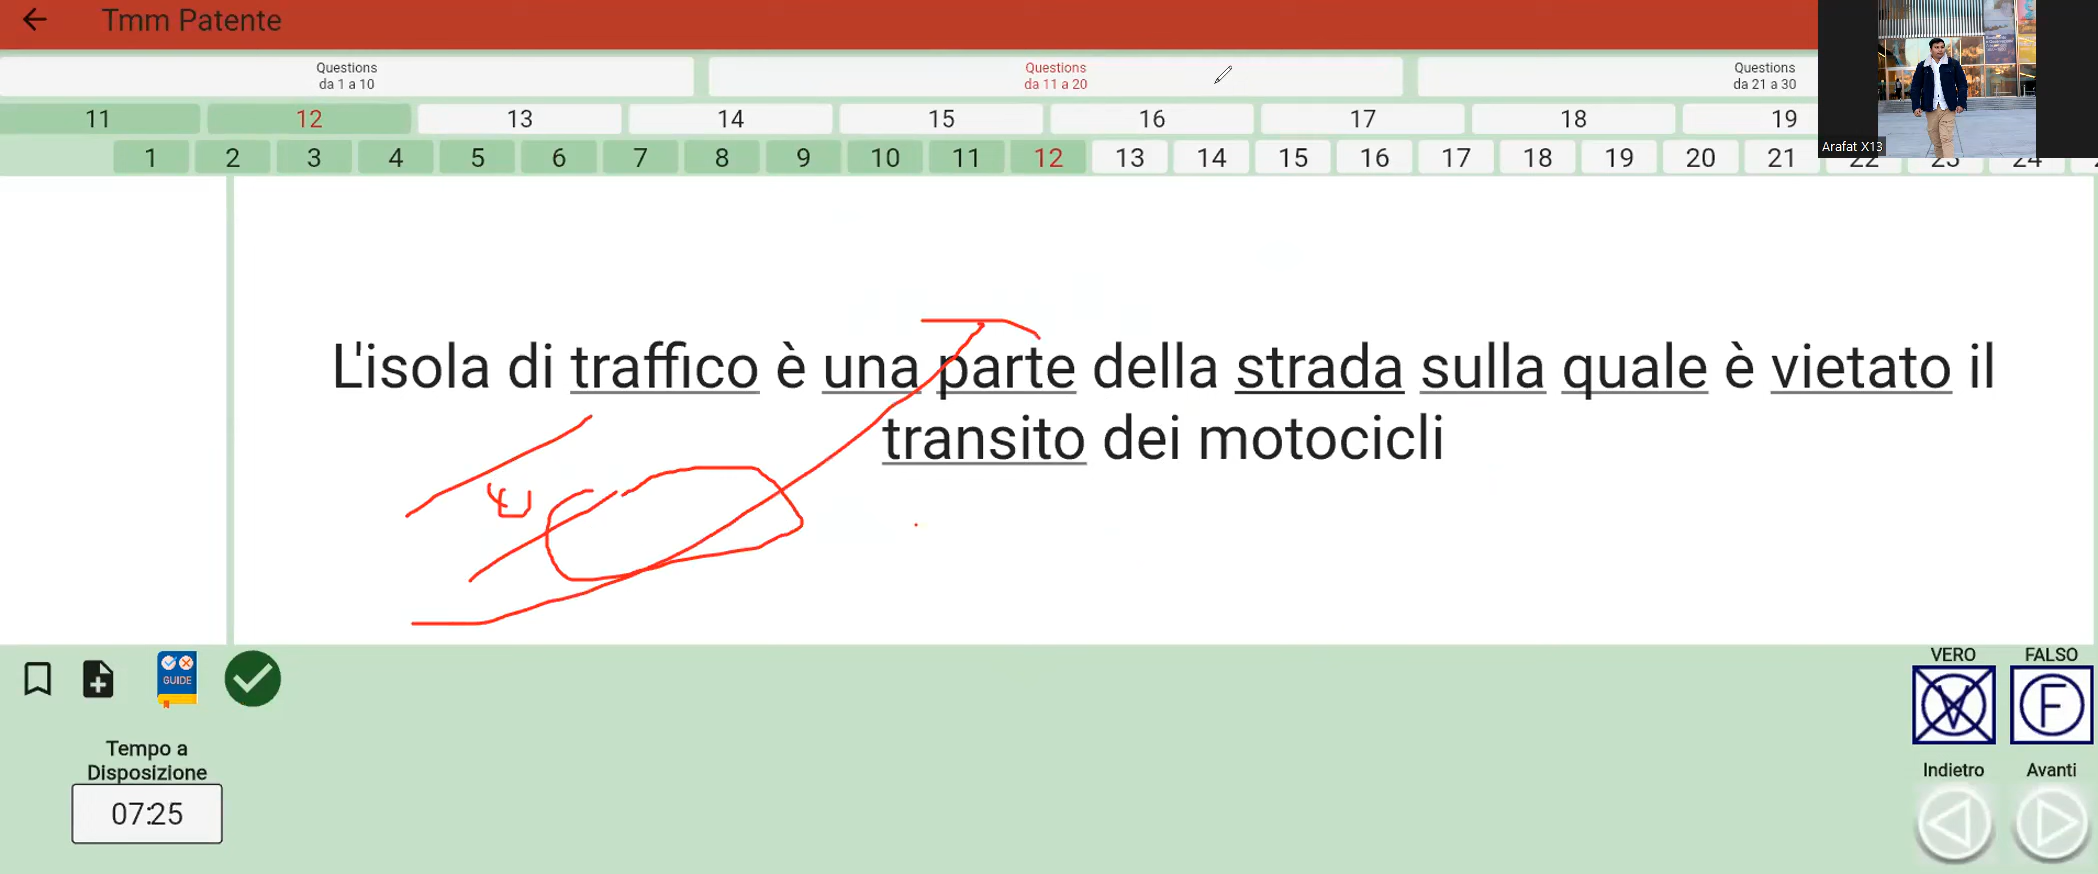 Tmm Patente
Questions
da 1 a 10
Questions
da 11 a 20
Questions
da 21 a 30
11 12 13 14 15 16 17 18 19
1 2 3 4 5 6 7 8 9 10 11 12 13 14 15 16 17 18 19 20 21 22 23 24
Arafat X13
L'isola di traffico è una parte della strada sulla quale è vietato il
transito dei motocicli
GUIDE
VERO FALSO
V F
Tempo a
Disposizione
07:25
Indietro Avanti